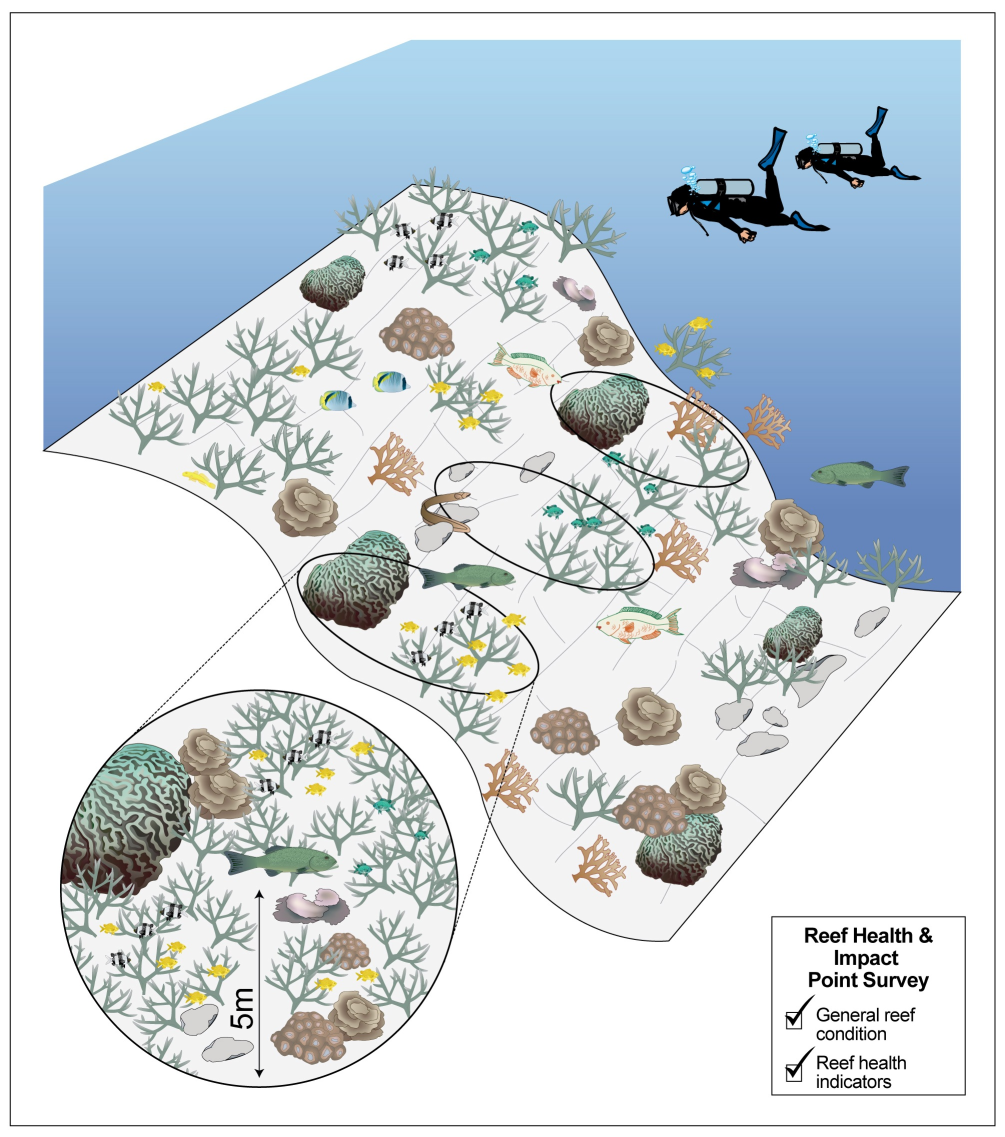 5m
Reef Health &
Impact
Point Survey
General reef
condition
Reef health
indicators